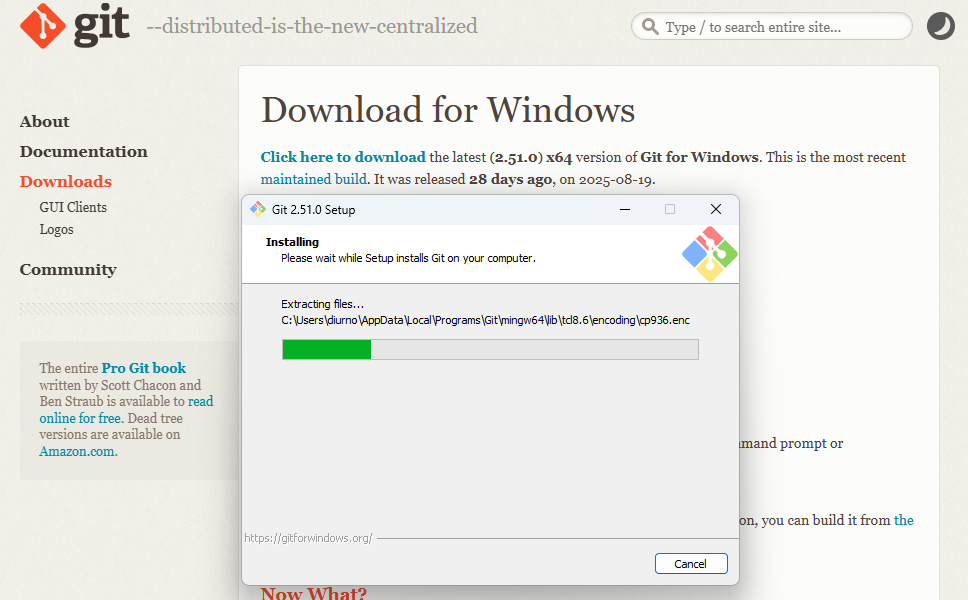 git --distributed-is-the-new-centralized
Type / to search entire site...
About
Documentation
Downloads
GUI Clients
Logos
Community
The entire Pro Git book
written by Scott Chacon and
Ben Straub is available to read
online for free. Dead tree
versions are available on
Amazon.com.
Download for Windows
Click here to download the latest (2.51.0) x64 version of Git for Windows. This is the most recent
maintained build. It was released 28 days ago, on 2025-08-19.
Git 2.51.0 Setup
Installing
Please wait while Setup installs Git on your computer.
Extracting files...
C:\Users\diurno\AppData\Local\Programs\Git\mingw64\lib\tcl8.6\encoding\cp936.enc
prompt or
you can build it from the
https://gitforwindows.org/
Cancel
Now What?